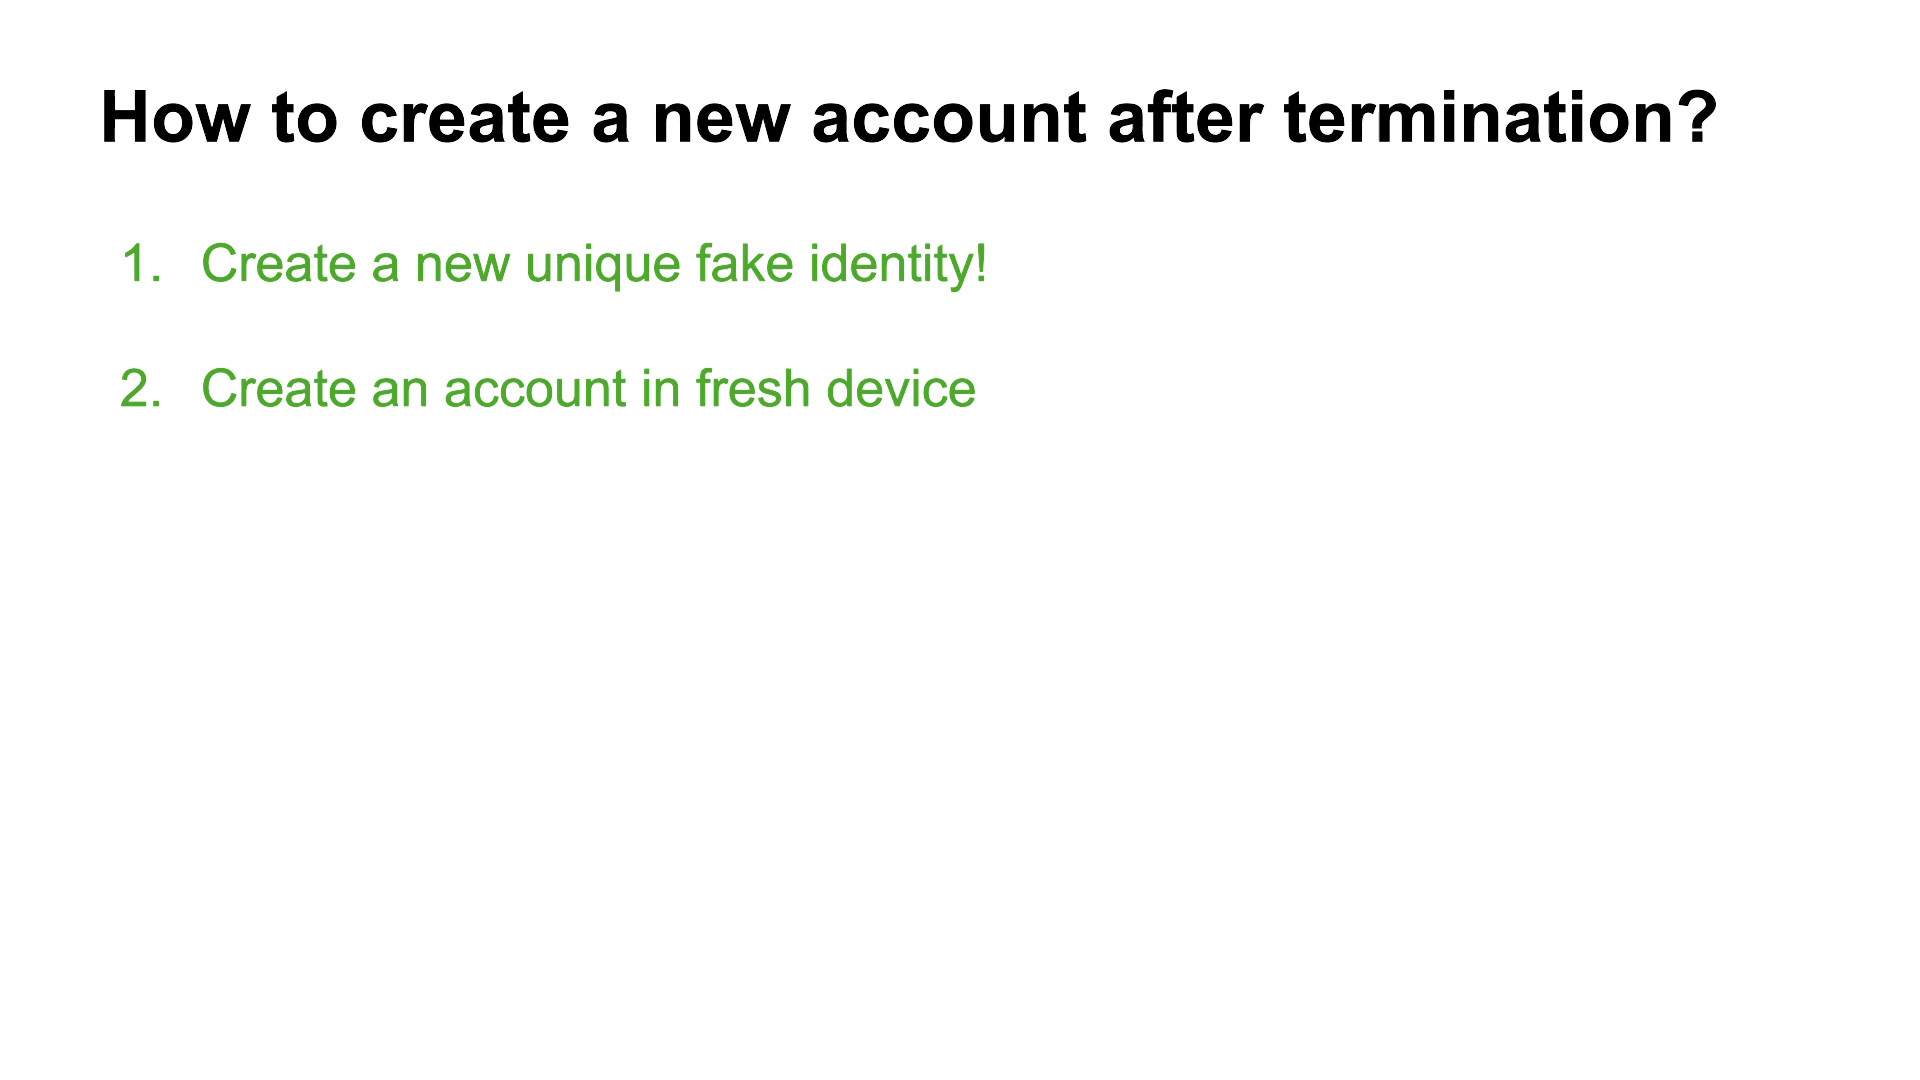 How to create a new account after termination?
1. Create a new unique fake identity!
2. Create an account in fresh device